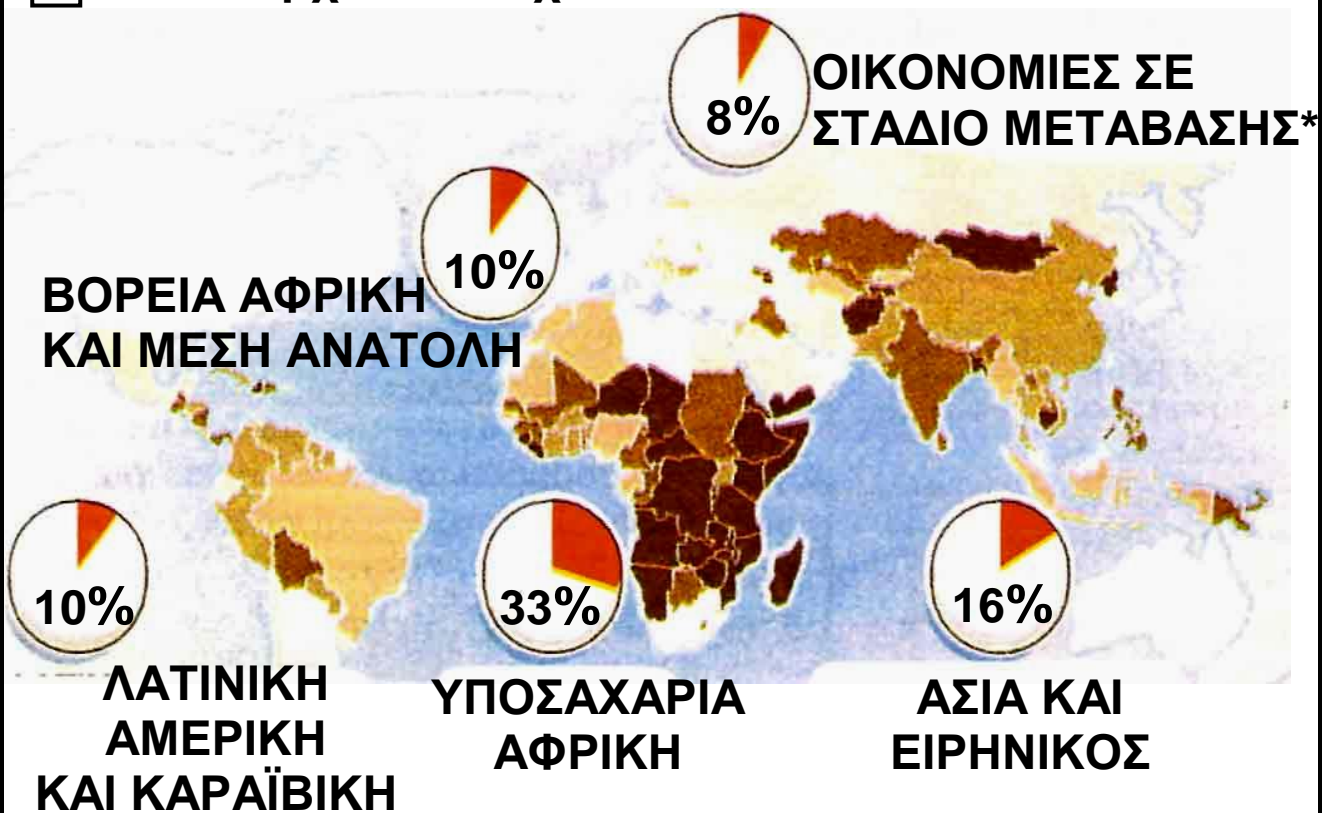 8%
ΟΙΚΟΝΟΜΙΕΣ ΣΕ
ΣΤΑΔΙΟ ΜΕΤΑΒΑΣΗΣ*
10%
ΒΟΡΕΙΑ ΑΦΡΙΚΗ
ΚΑΙ ΜΕΣΗ ΑΝΑΤΟΛΗ
10%
ΛΑΤΙΝΙΚΗ
ΑΜΕΡΙΚΗ
ΚΑΙ ΚΑΡΑΪΒΙΚΗ
33%
ΥΠΟΣΑΧΑΡΙΑ
ΑΦΡΙΚΗ
16%
ΑΣΙΑ ΚΑΙ
ΕΙΡΗΝΙΚΟΣ